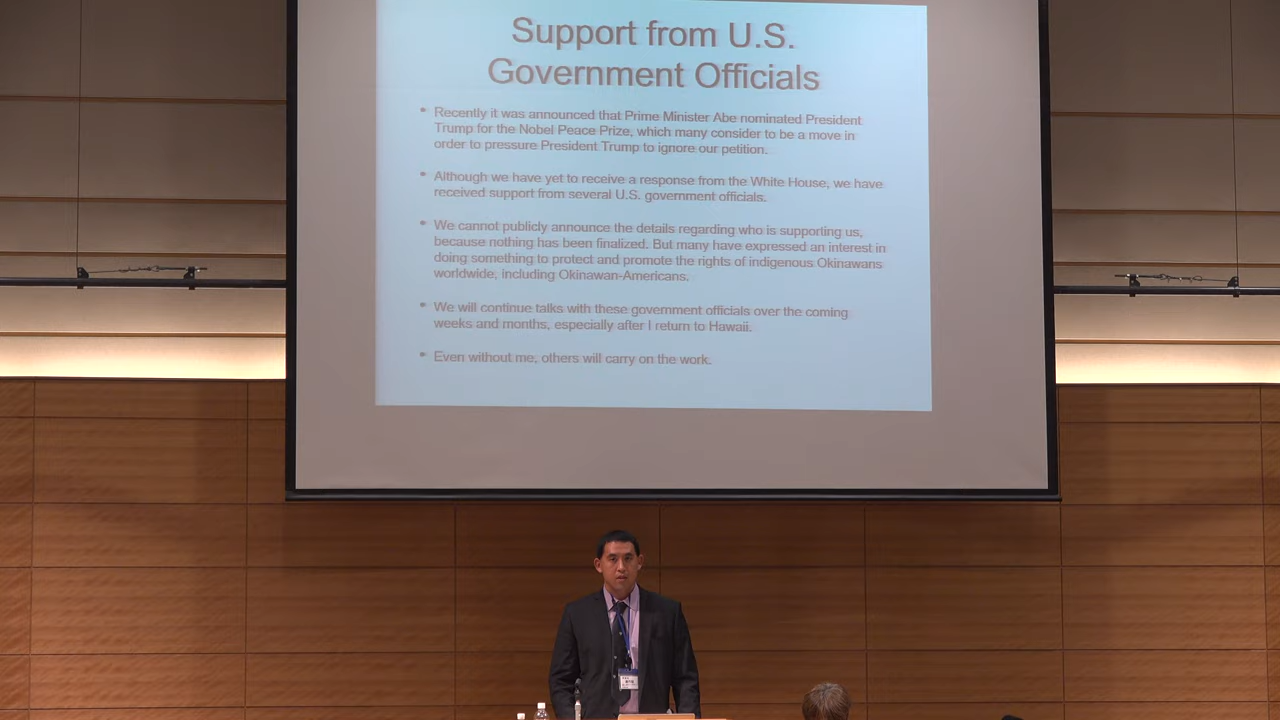 Support from U.S.
Government Officials
• Recently it was announced that Prime Minister Abe nominated President
Trump for the Nobel Peace Prize, which many consider to be a move in
order to pressure President Trump to ignore our petition.
• Although we have yet to receive a response from the White House, we have
received support from several U.S. government officials.
• We cannot publicly announce the details regarding who is supporting us,
because nothing has been finalized. But many have expressed an interest in
doing something to protect and promote the rights of indigenous Okinawans
worldwide, including Okinawan-Americans.
• We will continue talks with these government officials over the coming
weeks and months, especially after I return to Hawaii.
• Even without me, others will carry on the work.